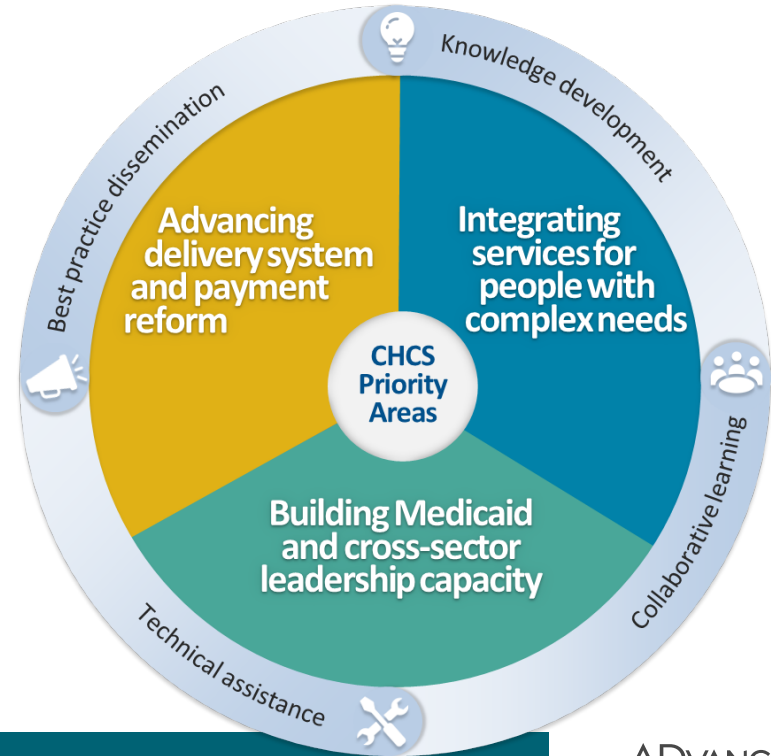 Knowledge development
Best practice dissemination
Advancing
delivery system
and payment
reform
Integrating
services for
people with
complex needs
CHCS
Priority
Areas
Building Medicaid
and cross-sector
leadership capacity
Collaborative learning
Technical assistance